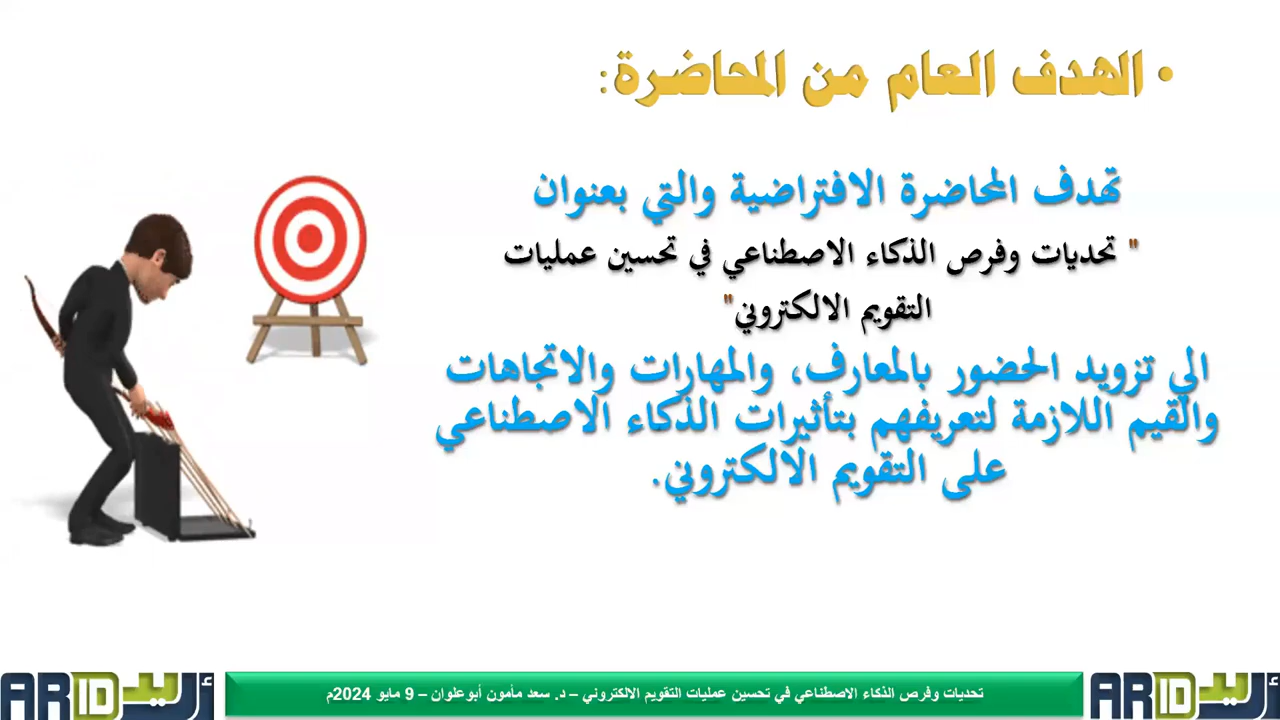 • الهدف العام من المحاضرة:
تهدف المحاضرة الافتراضية والتي بعنوان
" تحديات وفرص الذكاء الاصطناعي في تحسين عمليات
التقويم الالكتروني"
الي تزويد الحضور بالمعارف، والمهارات والاتجاهات
والقيم اللازمة لتعريفهم بتأثيرات الذكاء الاصطناعي
على التقويم الالكتروني.
ARID أريد
تحديات وفرص الذكاء الاصطناعي في تحسين عمليات التقويم الالكتروني – د. سعد مأمون أبوعلوان – 9 مايو 2024م
ARID أريد